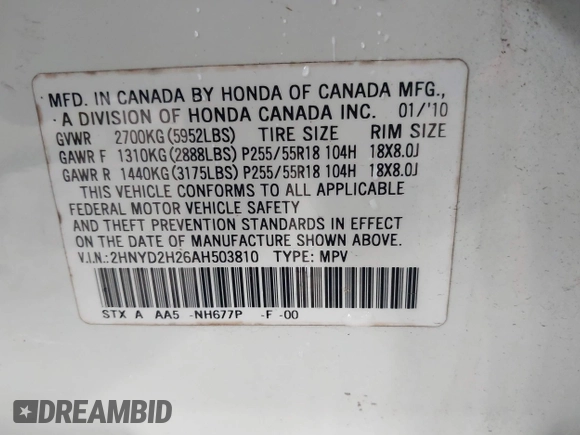 MFD. IN CANADA BY HONDA OF CANADA MFG.,
A DIVISION OF HONDA CANADA INC. 01/'10
GVWR 2700KG(5952LBS) TIRE SIZE RIM SIZE
GAWR F 1310KG(2888LBS) P255/55R18 104H 18X8.0J
GAWR R 1440KG(3175LBS) P255/55R18 104H 18X8.0J
THIS VEHICLE CONFORMS TO ALL APPLICABLE
FEDERAL MOTOR VEHICLE SAFETY
AND THEFT PREVENTION STANDARDS IN EFFECT
ON THE DATE OF MANUFACTURE SHOWN ABOVE.
V.I.N.:2HNYD2H26AH503810 TYPE: MPV
STX A AA5 -NH677P -F -00
DREAMBID